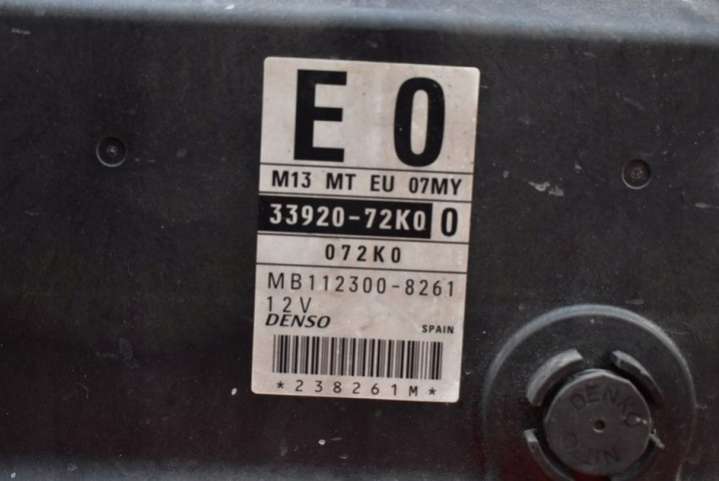 E 0
M13 MT EU 07MY
33920-72K0 0
072K0
MB112300-8261
12V
DENSO
SPAIN
*238261M*